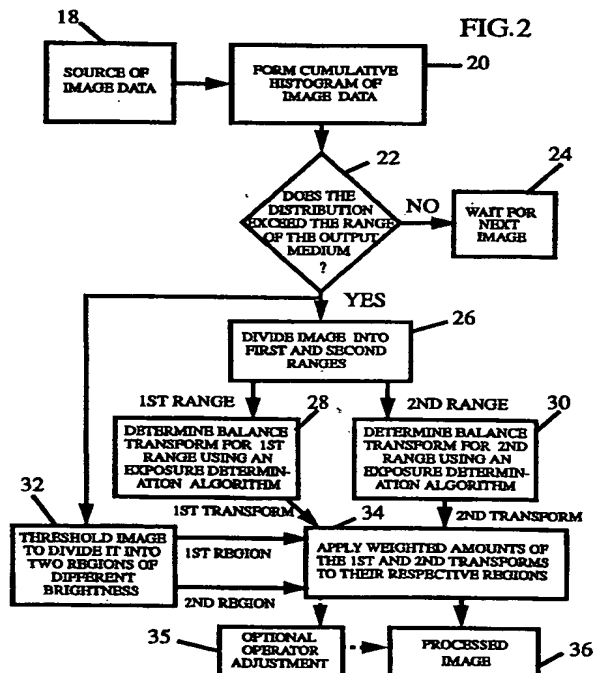 FIG.2
18
SOURCE OF
IMAGE DATA
20
FORM CUMULATIVE
HISTOGRAM OF
IMAGE DATA
22
DOES THE
DISTRIBUTION
EXCEED THE RANGE
OF THE OUTPUT
MEDIUM
?
NO
24
WAIT FOR
NEXT
IMAGE
YES
26
DIVIDE IMAGE INTO
FIRST AND SECOND
RANGES
1ST RANGE
28
2ND RANGE
30
DETERMINE BALANCE
TRANSFORM FOR 1ST
RANGE USING AN
EXPOSURE DETERMIN-
ATION ALGORITHM
DETERMINE BALANCE
TRANSFORM FOR 2ND
RANGE USING AN
EXPOSURE DETERMIN-
ATION ALGORITHM
32
1ST TRANSFORM
34
2ND TRANSFORM
THRESHOLD IMAGE
TO DIVIDE IT INTO
TWO REGIONS OF
DIFFERENT
BRIGHTNESS
1ST REGION
2ND REGION
APPLY WEIGHTED AMOUNTS OF
THE 1ST AND 2ND TRANSFORMS
TO THEIR RESPECTIVE REGIONS
35
OPTIONAL
OPERATOR
ADJUSTMENT
PROCESSED
IMAGE
36